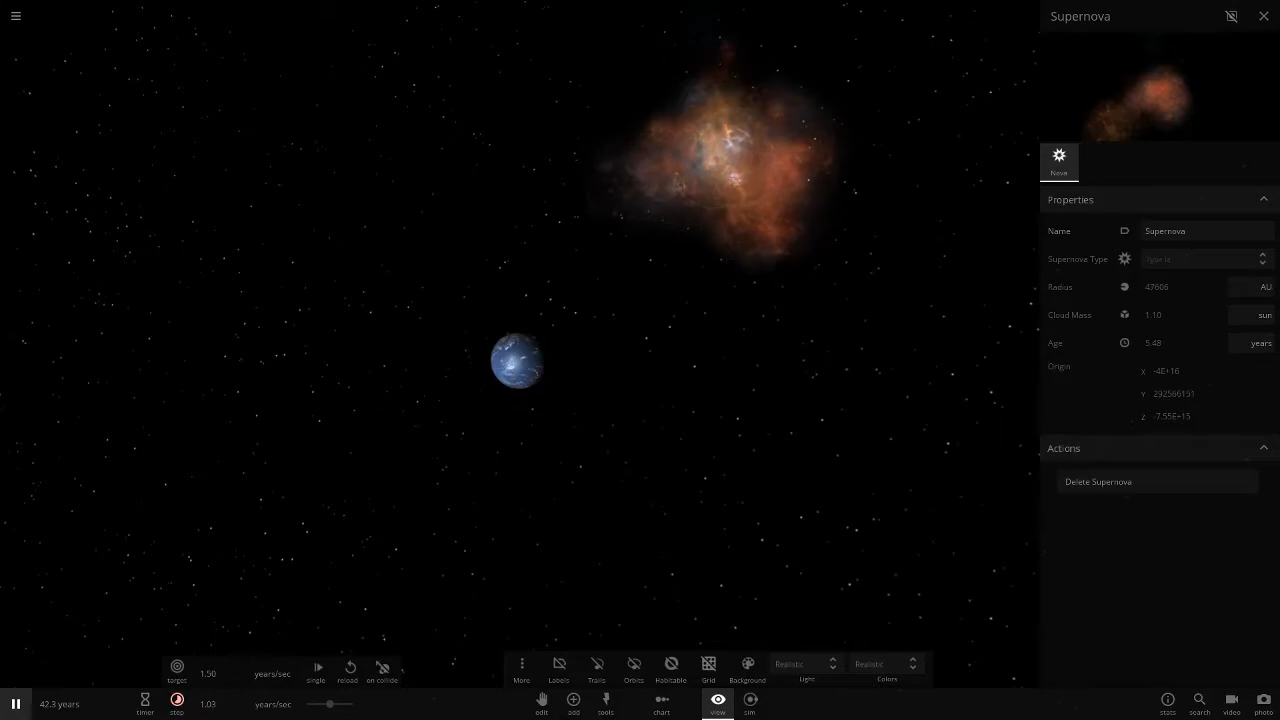 Supernova
Nova
Properties
Name Supernova
Supernova Type
Radius 47606 AU
Cloud Mass 1.10 sun
Age 5.48 years
Origin X -4E+16
Y 292566151
Z -7.55E+15
Actions
Delete Supernova
target 1.50 years/sec single reload on collide
More Labels Trails Orbits Habitable Grid Background
Realistic Realistic
Light Colors
42.3 years timer step 1.03 years/sec
edit add tools chart view sim
stats search video photo